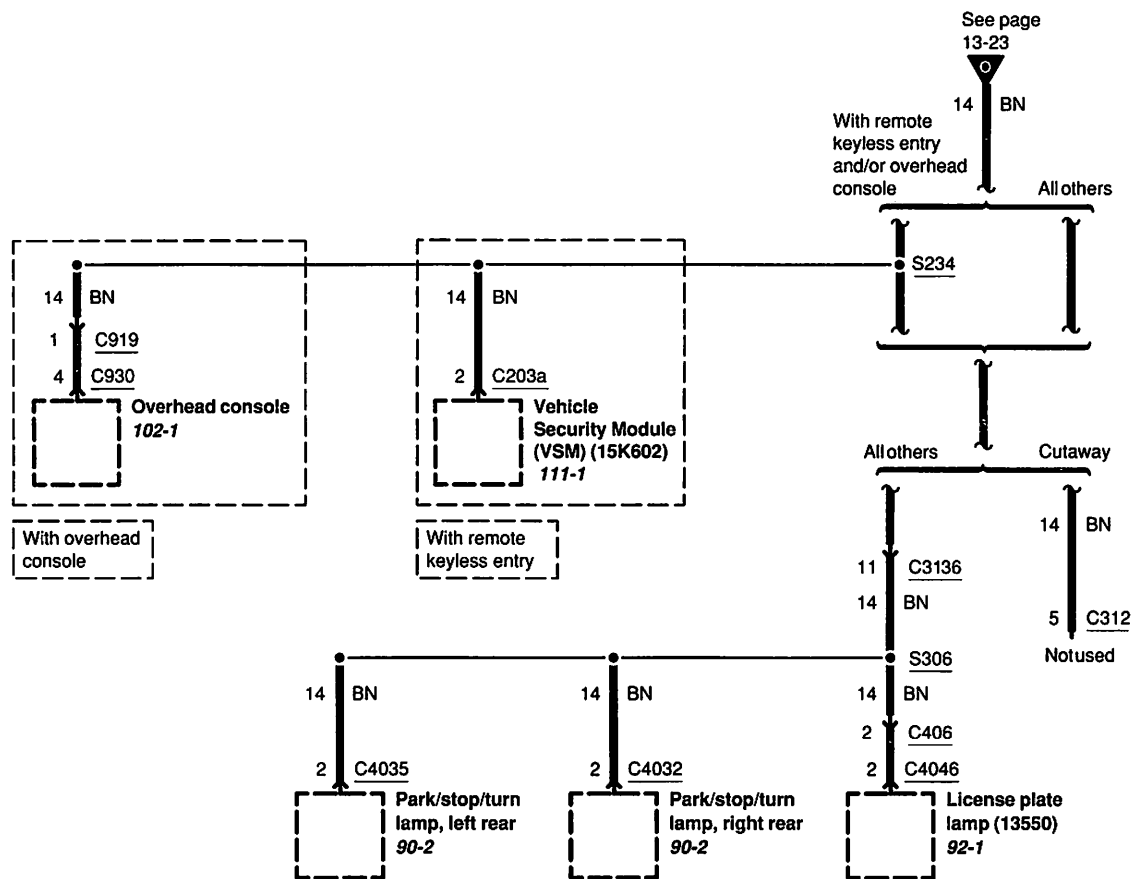 See page
13-23
O
14 BN
With remote
keyless entry
and/or overhead
console
All others
S234
14 BN
1 C919
4 C930
Overhead console
102-1
With overhead
console
14 BN
2 C203a
Vehicle
Security Module
(VSM) (15K602)
111-1
With remote
keyless entry
All others
Cutaway
14 BN
5 C312
Not used
11 C3136
14 BN
S306
14 BN
2 C4035
Park/stop/turn
lamp, left rear
90-2
14 BN
2 C4032
Park/stop/turn
lamp, right rear
90-2
14 BN
2 C406
2 C4046
License plate
lamp (13550)
92-1